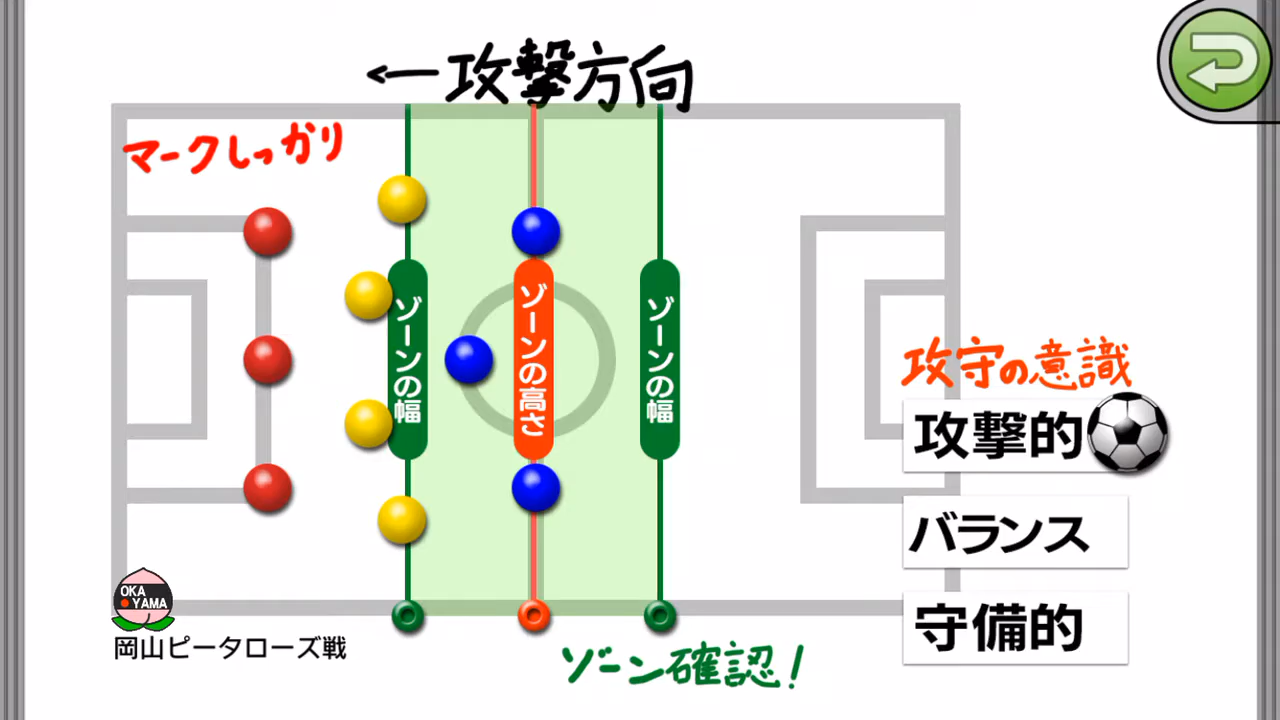 ←攻撃方向
マークしっかり
ゾーンの幅
ゾーンの高さ
ゾーンの幅
攻守の意識
攻撃的
バランス
守備的
OKA
YAMA
岡山ピータローズ戦
ゾーン確認!